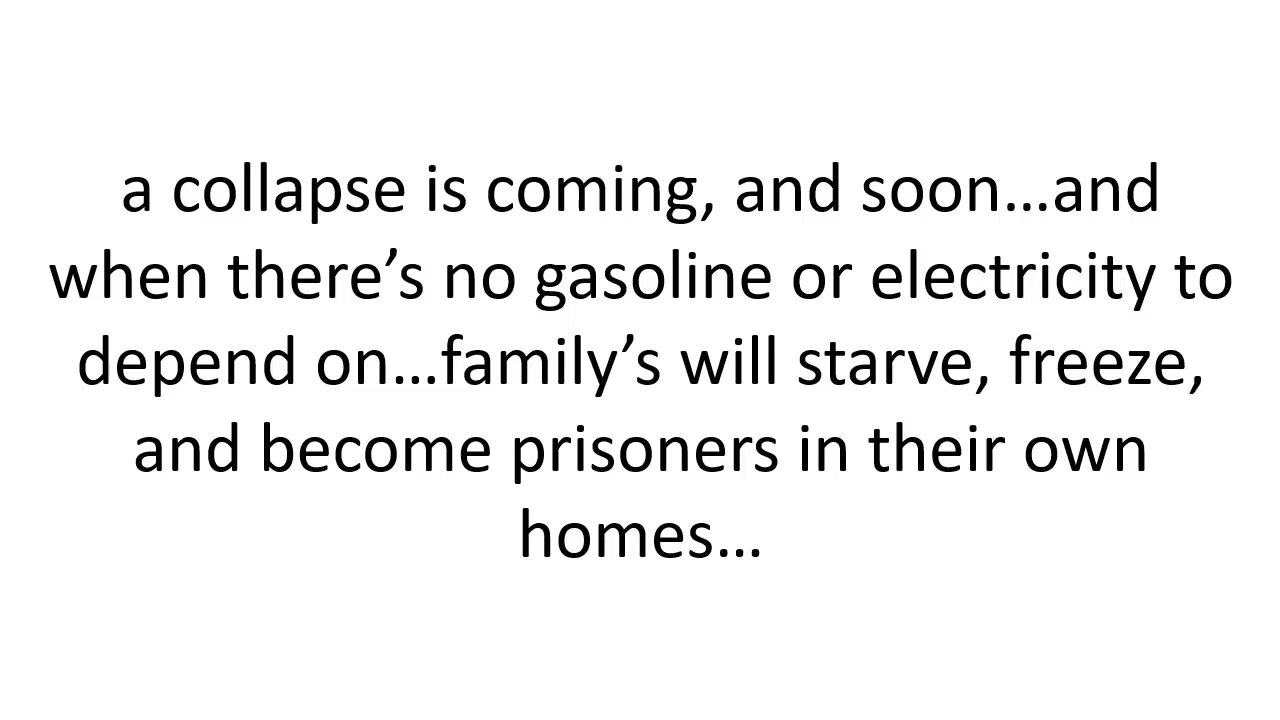 a collapse is coming, and soon…and
when there’s no gasoline or electricity to
depend on…family’s will starve, freeze,
and become prisoners in their own
homes…